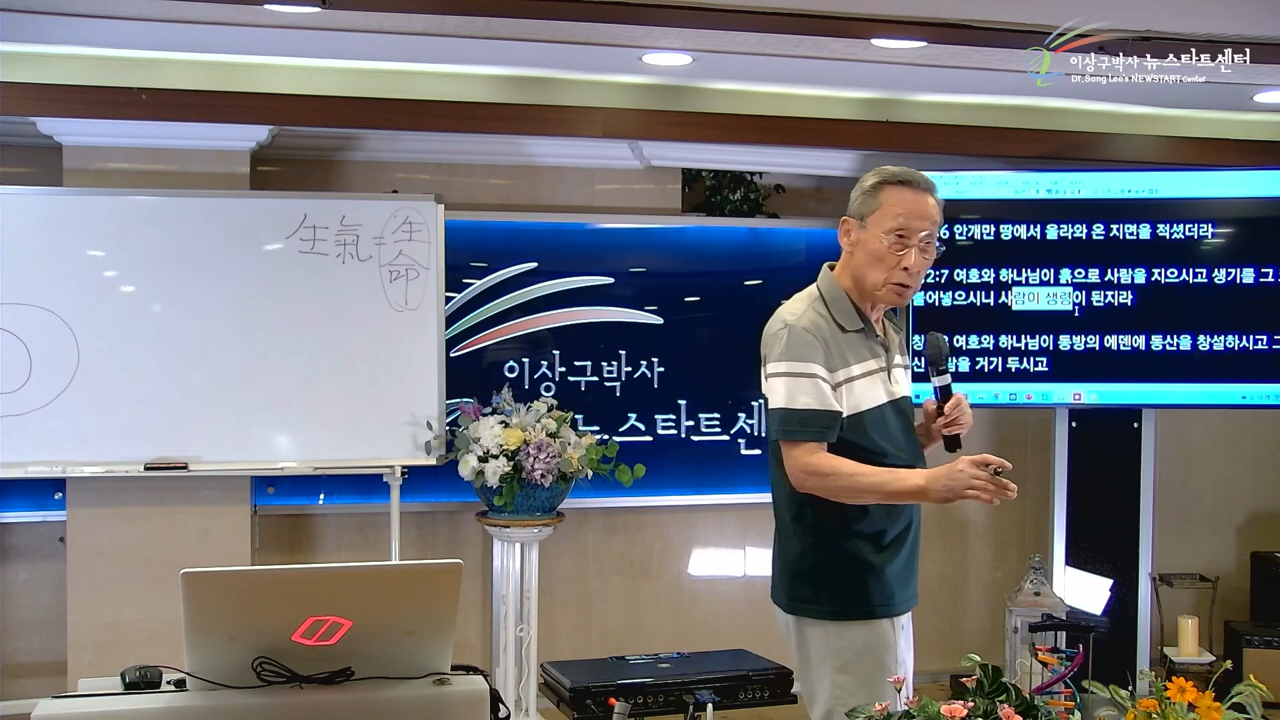 이상구박사 뉴스타트센터
Dr. Sang Lee's NEWSTART Center
生氣=生命
이상구박사
뉴스타트센
6 안개만 땅에서 올라와 온 지면을 적셨더라
2:7 여호와 하나님이 흙으로 사람을 지으시고 생기를 그
불어넣으시니 사람이 생령이 된지라
창 여호와 하나님이 동방의 에덴에 동산을 창설하시고 그
신 람을 거기 두시고